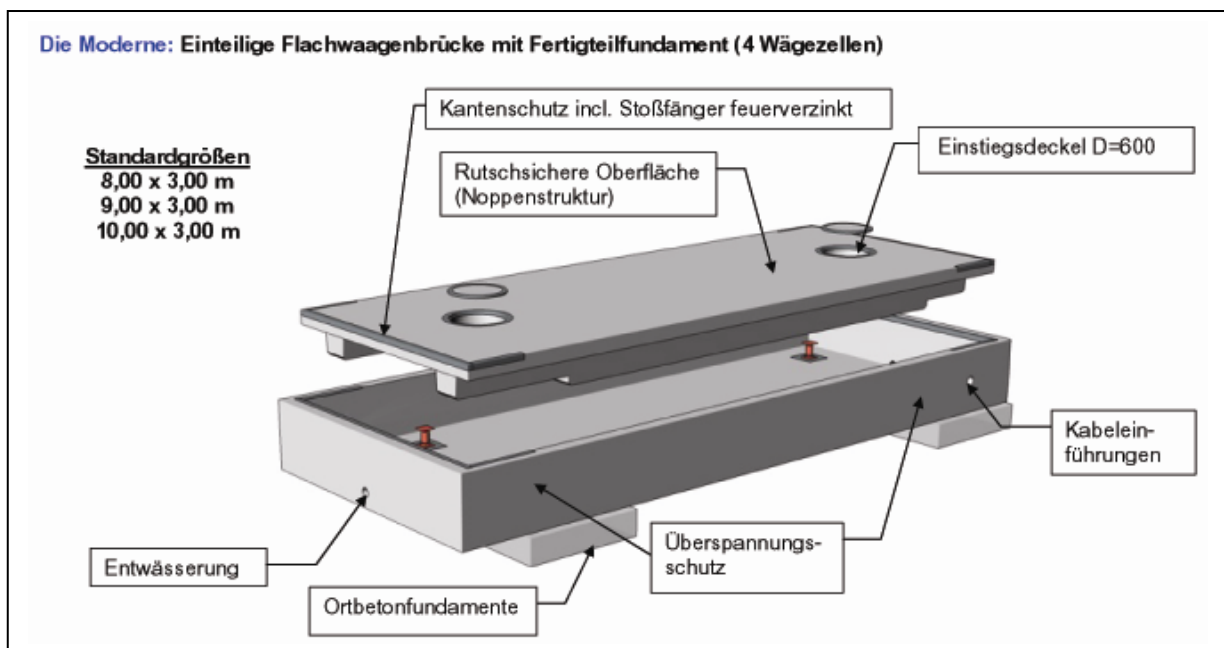 Die Moderne: Einteilige Flachwaagenbrücke mit Fertigteilfundament (4 Wägezellen)
Kantenschutz incl. Stoßfänger feuerverzinkt
Standardgrößen
8,00 x 3,00 m
9,00 x 3,00 m
10,00 x 3,00 m
Rutschsichere Oberfläche
(Noppenstruktur)
Einstiegsdeckel D=600
Kabelein-
führungen
Überspannungs-
schutz
Entwässerung
Ortbetonfundamente